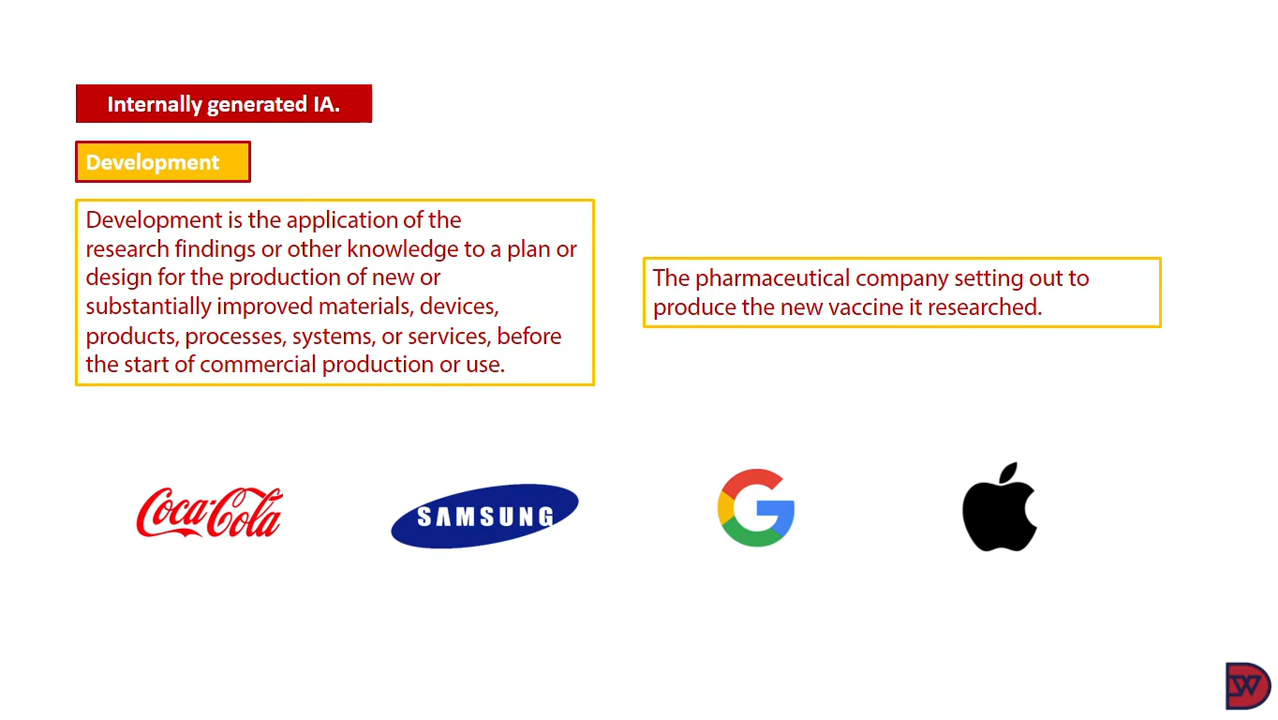 Internally generated IA.
Development
Development is the application of the
research findings or other knowledge to a plan or
design for the production of new or
substantially improved materials, devices,
products, processes, systems, or services, before
the start of commercial production or use.
The pharmaceutical company setting out to
produce the new vaccine it researched.
Coca-Cola
SAMSUNG
G
DW